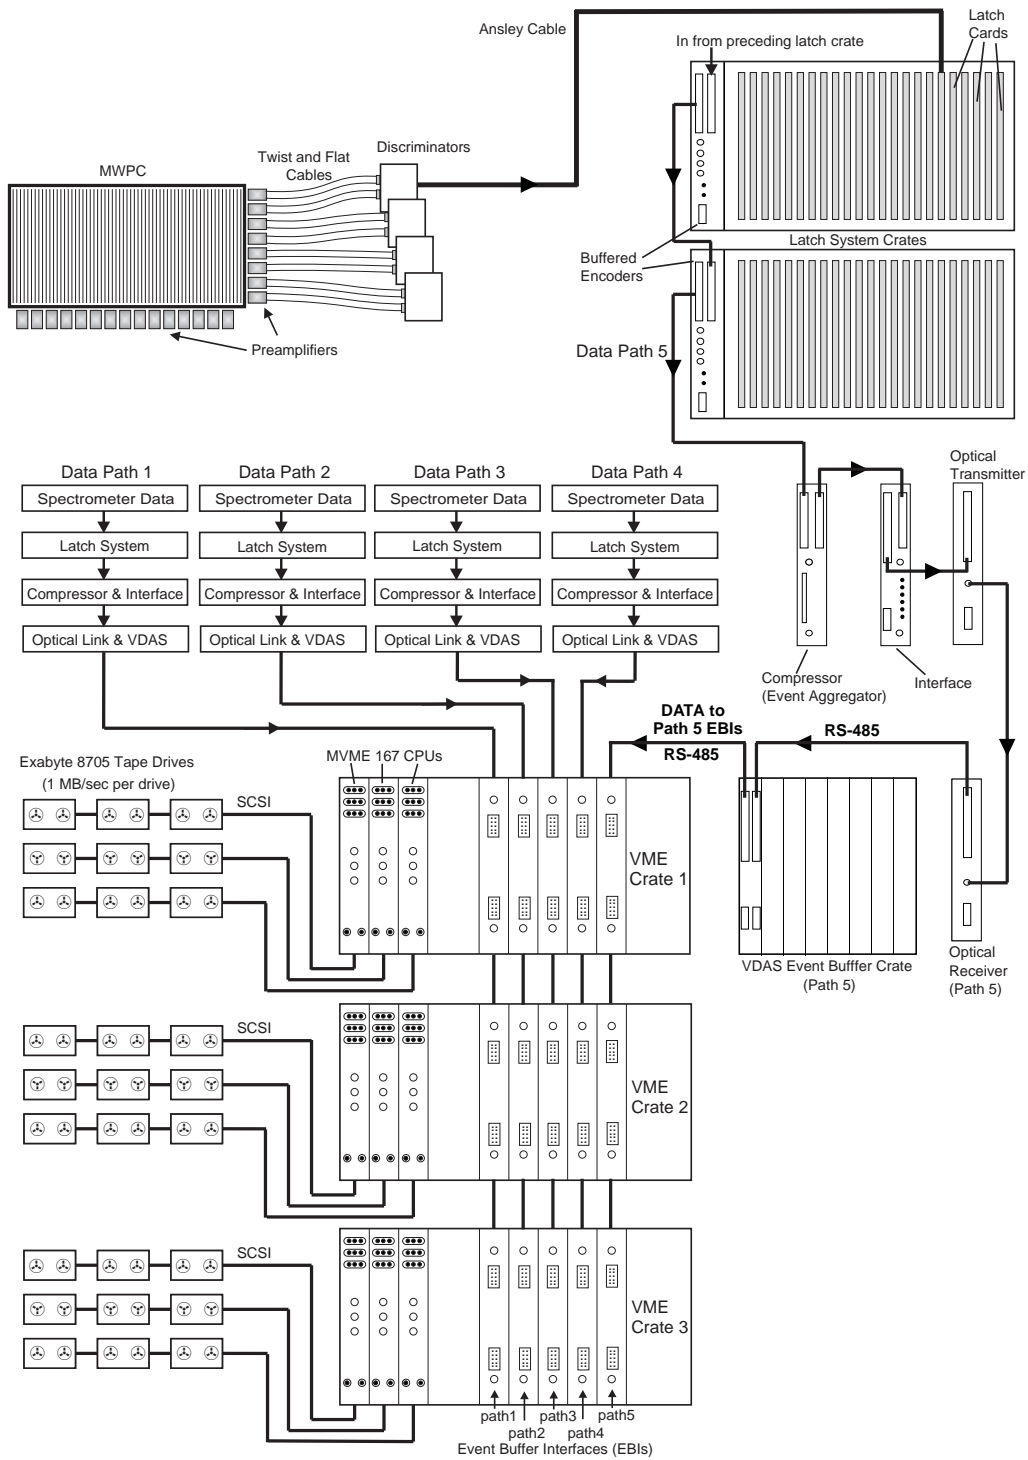 Ansley Cable
In from preceding latch crate
Latch
Cards
MWPC
Twist and Flat
Cables
Discriminators
Latch System Crates
Buffered
Encoders
Preamplifiers
Data Path 5
Optical
Transmitter
Data Path 1
Data Path 2
Data Path 3
Data Path 4
Spectrometer Data
Spectrometer Data
Spectrometer Data
Spectrometer Data
Latch System
Latch System
Latch System
Latch System
Compressor & Interface
Compressor & Interface
Compressor & Interface
Compressor & Interface
Optical Link & VDAS
Optical Link & VDAS
Optical Link & VDAS
Optical Link & VDAS
Compressor
(Event Aggregator)
Interface
DATA to
Path 5 EBIs
RS-485
RS-485
Exabyte 8705 Tape Drives
(1 MB/sec per drive)
SCSI
MVME 167 CPUs
VME
Crate 1
VDAS Event Bufffer Crate
(Path 5)
Optical
Receiver
(Path 5)
SCSI
VME
Crate 2
SCSI
VME
Crate 3
path1
path2
path3
path4
path5
Event Buffer Interfaces (EBIs)